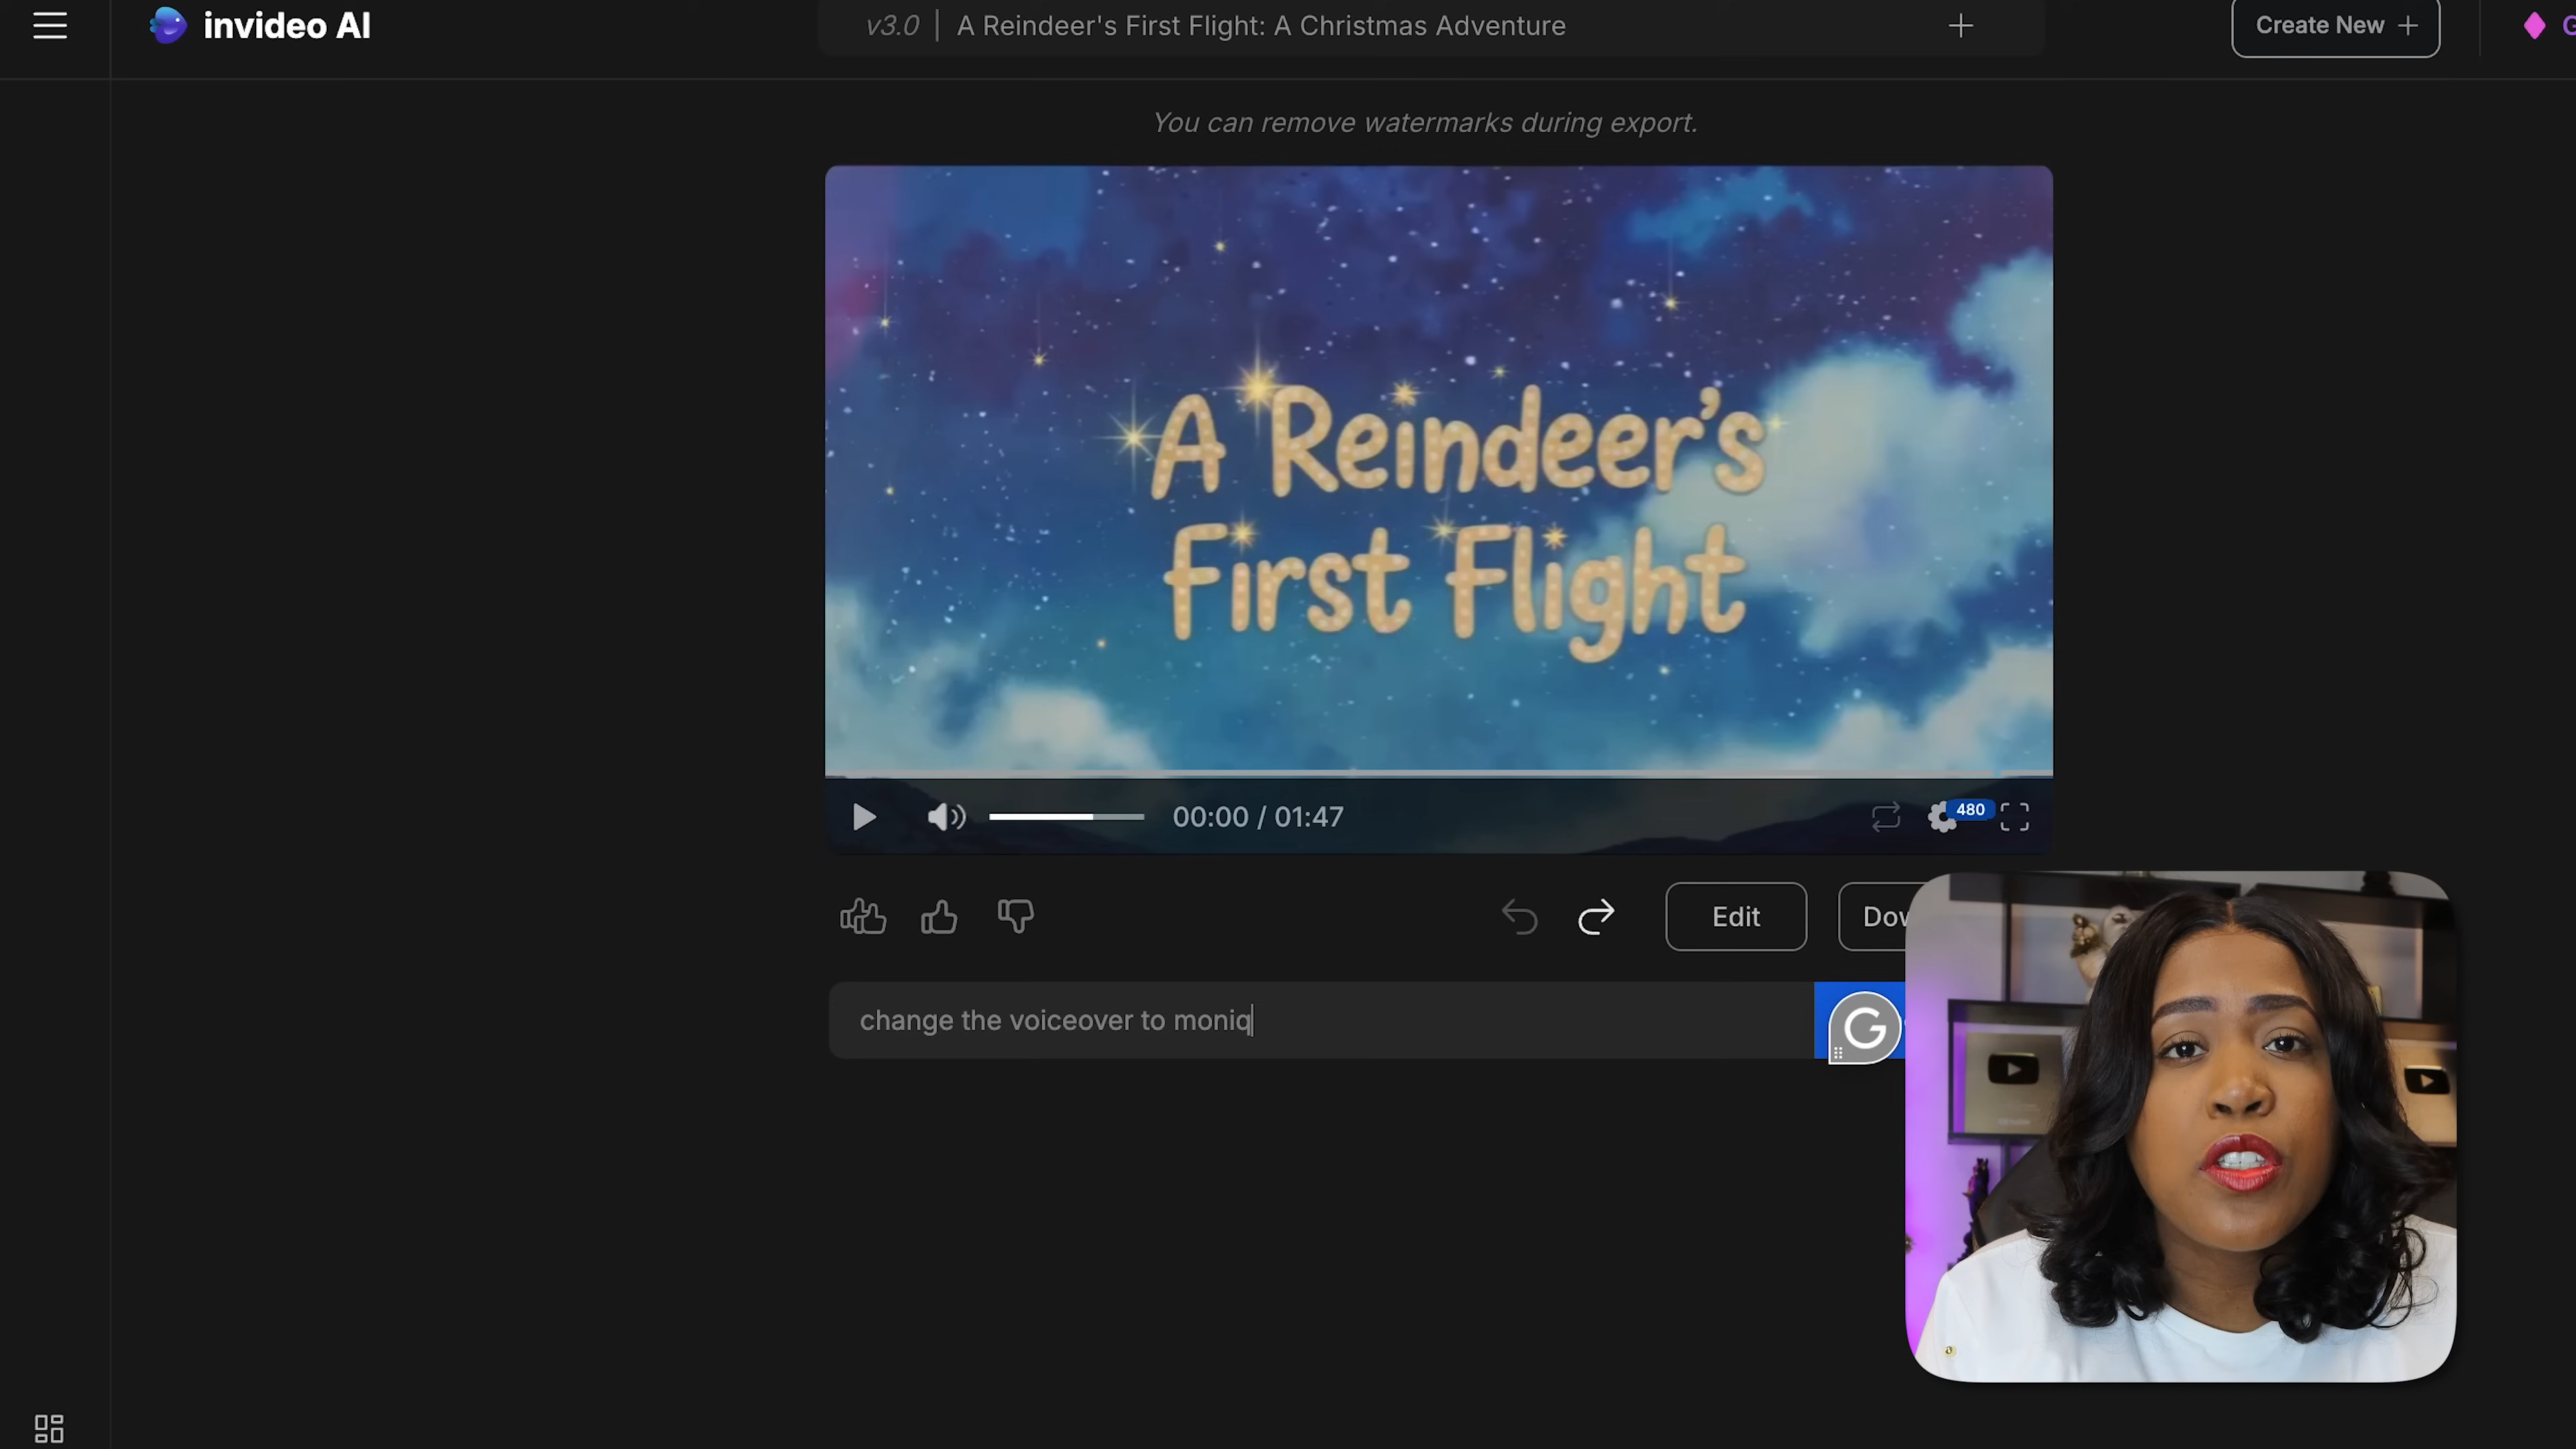 invideo AI
v3.0 | A Reindeer's First Flight: A Christmas Adventure
Create New
You can remove watermarks during export.
A Reindeer's
First Flight
00:00 / 01:47
480
Edit
change the voiceover to moniq
G